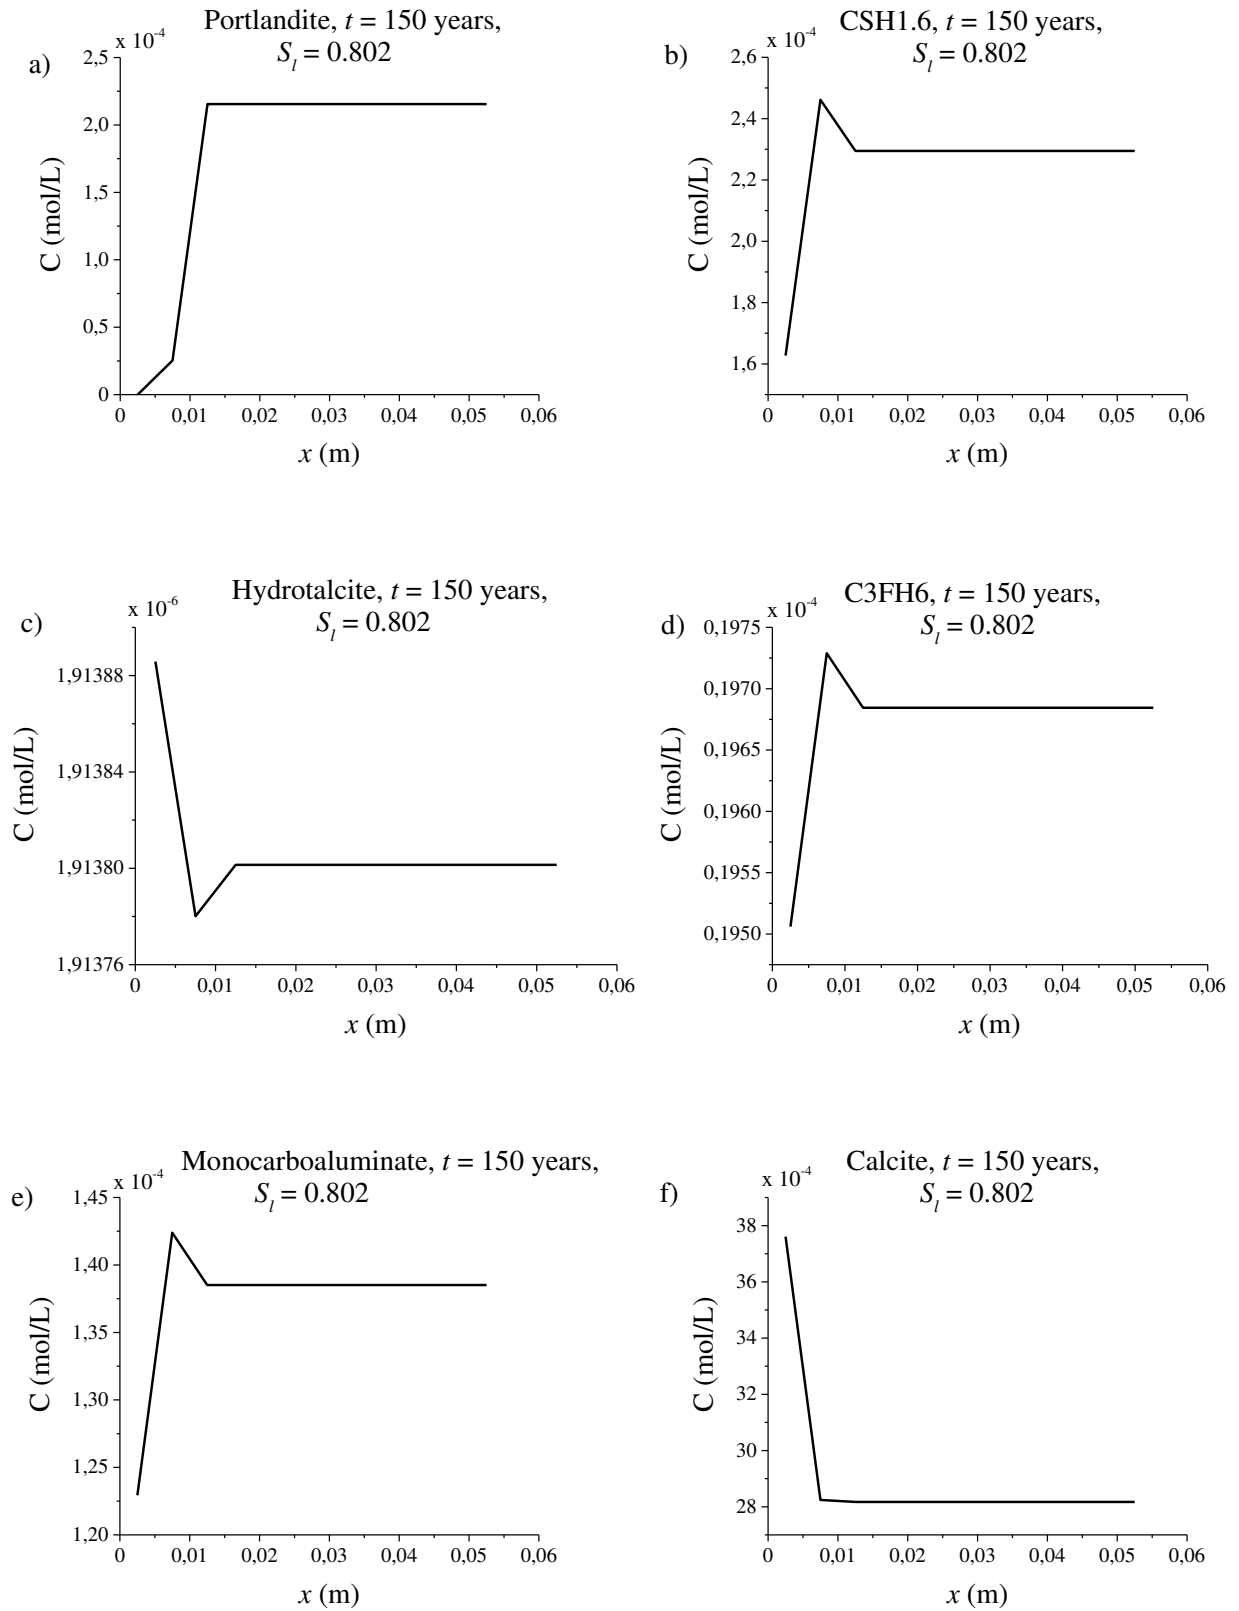 Portlandite, t = 150 years,
x 10-4
Sl = 0.802
a)
2,5
2,0
1,5
1,0
0,5
0
C (mol/L)
0 0,01 0,02 0,03 0,04 0,05 0,06
x (m)
CSH1.6, t = 150 years,
x 10-4
Sl = 0.802
b)
2,6
2,4
2,2
2,0
1,8
1,6
C (mol/L)
0 0,01 0,02 0,03 0,04 0,05 0,06
x (m)
Hydrotalcite, t = 150 years,
x 10-6
Sl = 0.802
c)
1,91388
1,91384
1,91380
1,91376
C (mol/L)
0 0,01 0,02 0,03 0,04 0,05 0,06
x (m)
C3FH6, t = 150 years,
x 10-4
Sl = 0.802
d)
0,1975
0,1970
0,1965
0,1960
0,1955
0,1950
C (mol/L)
0 0,01 0,02 0,03 0,04 0,05 0,06
x (m)
Monocarboaluminate, t = 150 years,
x 10-4
Sl = 0.802
e)
1,45
1,40
1,35
1,30
1,25
1,20
C (mol/L)
0 0,01 0,02 0,03 0,04 0,05 0,06
x (m)
Calcite, t = 150 years,
x 10-4
Sl = 0.802
f)
38
36
34
32
30
28
C (mol/L)
0 0,01 0,02 0,03 0,04 0,05 0,06
x (m)